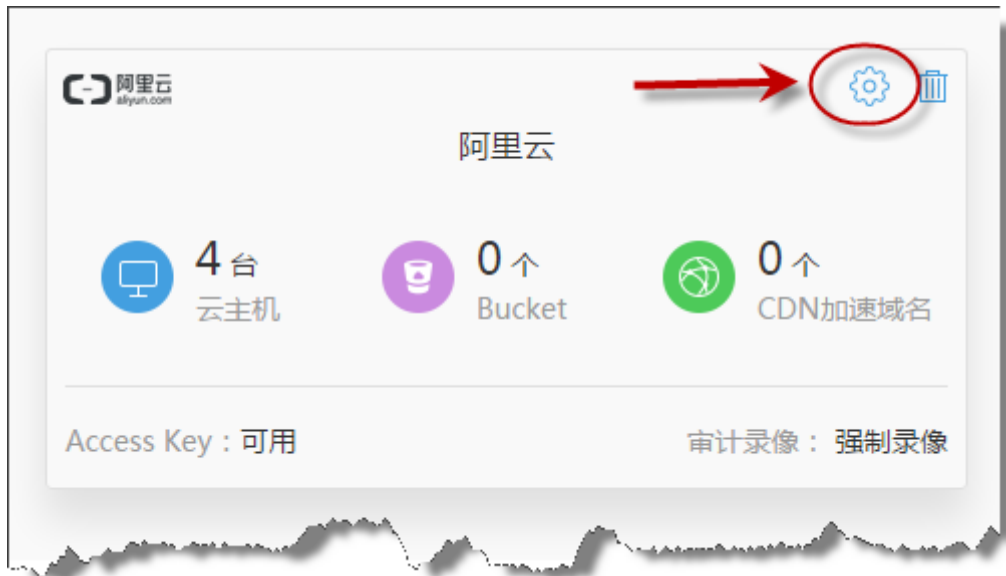 阿里云
aliyun.com
阿里云
4 台
云主机
0 个
Bucket
0 个
CDN加速域名
Access Key：可用
审计录像： 强制录像